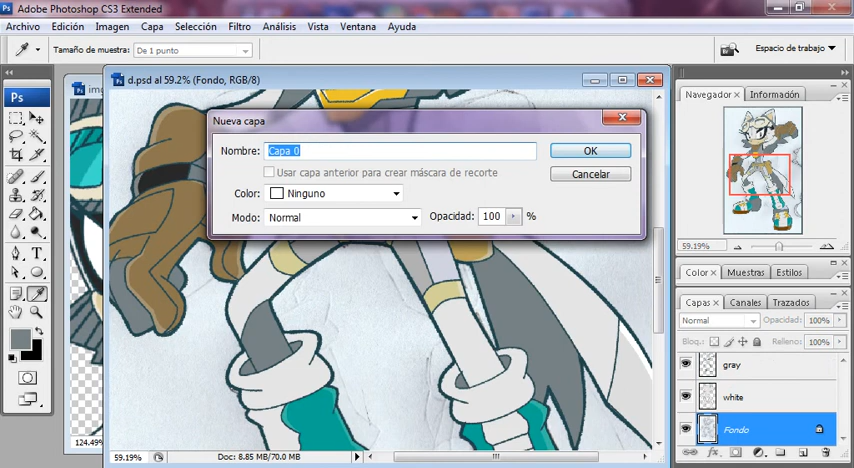 Adobe Photoshop CS3 Extended
Archivo Edición Imagen Capa Selección Filtro Análisis Vista Ventana Ayuda
Tamaño de muestra: De 1 punto
Espacio de trabajo
Ps
d.psd al 59.2% (Fondo, RGB/8)
Nueva capa
Nombre: Capa 0
OK
Usar capa anterior para crear máscara de recorte
Cancelar
Color: Ninguno
Modo: Normal
Opacidad: 100 %
Navegador Información
59.19%
Color Muestras Estilos
Capas Canales Trazados
Normal Opacidad: 100%
Bloq.: Relleno: 100%
gray
white
Fondo
124.49%
59.19% Doc: 8.85 MB/70.0 MB